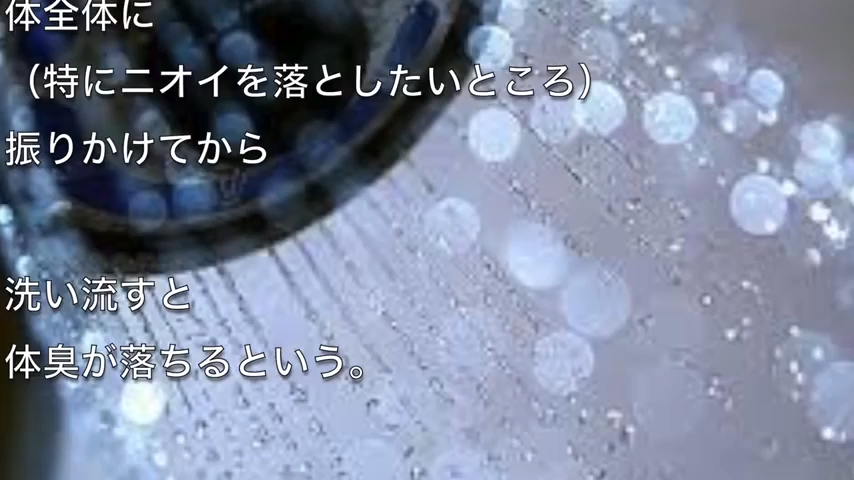 体全体に
（特にニオイを落としたいところ）
振りかけてから
洗い流すと
体臭が落ちるという。